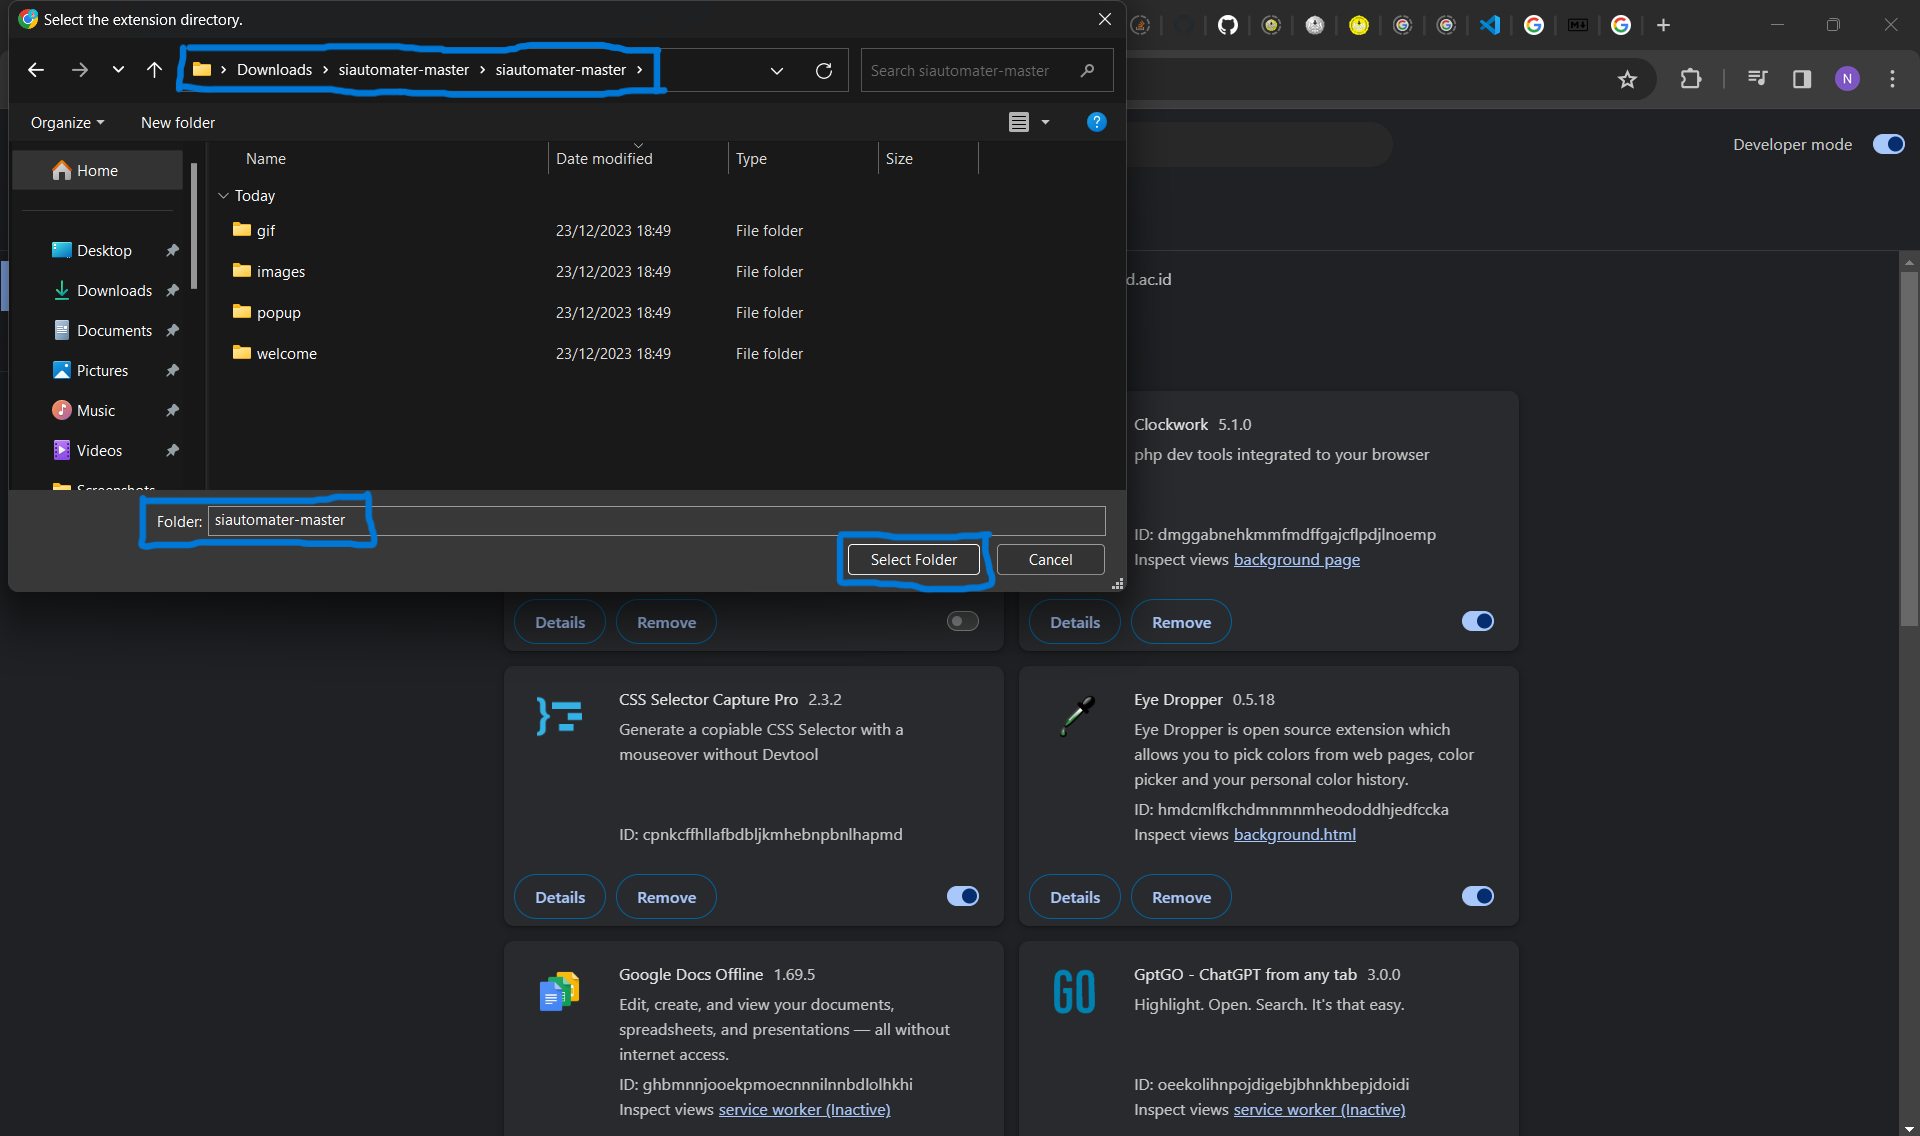 Select the extension directory.
Downloads siautomater-master siautomater-master
Search siautomater-master
N
Organize
New folder
?
Developer mode
Name Date modified Type Size
Home
Today
gif 23/12/2023 18:49 File folder
images 23/12/2023 18:49 File folder
popup 23/12/2023 18:49 File folder
welcome 23/12/2023 18:49 File folder
Desktop
Downloads
Documents
Pictures
Music
Videos
Screenshots
Folder: siautomater-master
Select Folder Cancel
d.ac.id
Clockwork 5.1.0
php dev tools integrated to your browser
ID: dmggabnehkmmfmdffgajcflpdjlnoemp
Inspect views background page
Details Remove
Details Remove
CSS Selector Capture Pro 2.3.2
Generate a copiable CSS Selector with a
mouseover without Devtool
ID: cpnkcffhllafbdbljkmhebnpbnlhapmd
Details Remove
Eye Dropper 0.5.18
Eye Dropper is open source extension which
allows you to pick colors from web pages, color
picker and your personal color history.
ID: hmdcmlfkchdmnmnmheododdhjedfccka
Inspect views background.html
Details Remove
Google Docs Offline 1.69.5
Edit, create, and view your documents,
spreadsheets, and presentations — all without
internet access.
ID: ghbmnnjooekpmoecnnnilnnbdlolhkhi
Inspect views service worker (Inactive)
GO
GptGO - ChatGPT from any tab 3.0.0
Highlight. Open. Search. It's that easy.
ID: oeekolihnpojdigebjbhnkhbepjdoidi
Inspect views service worker (Inactive)